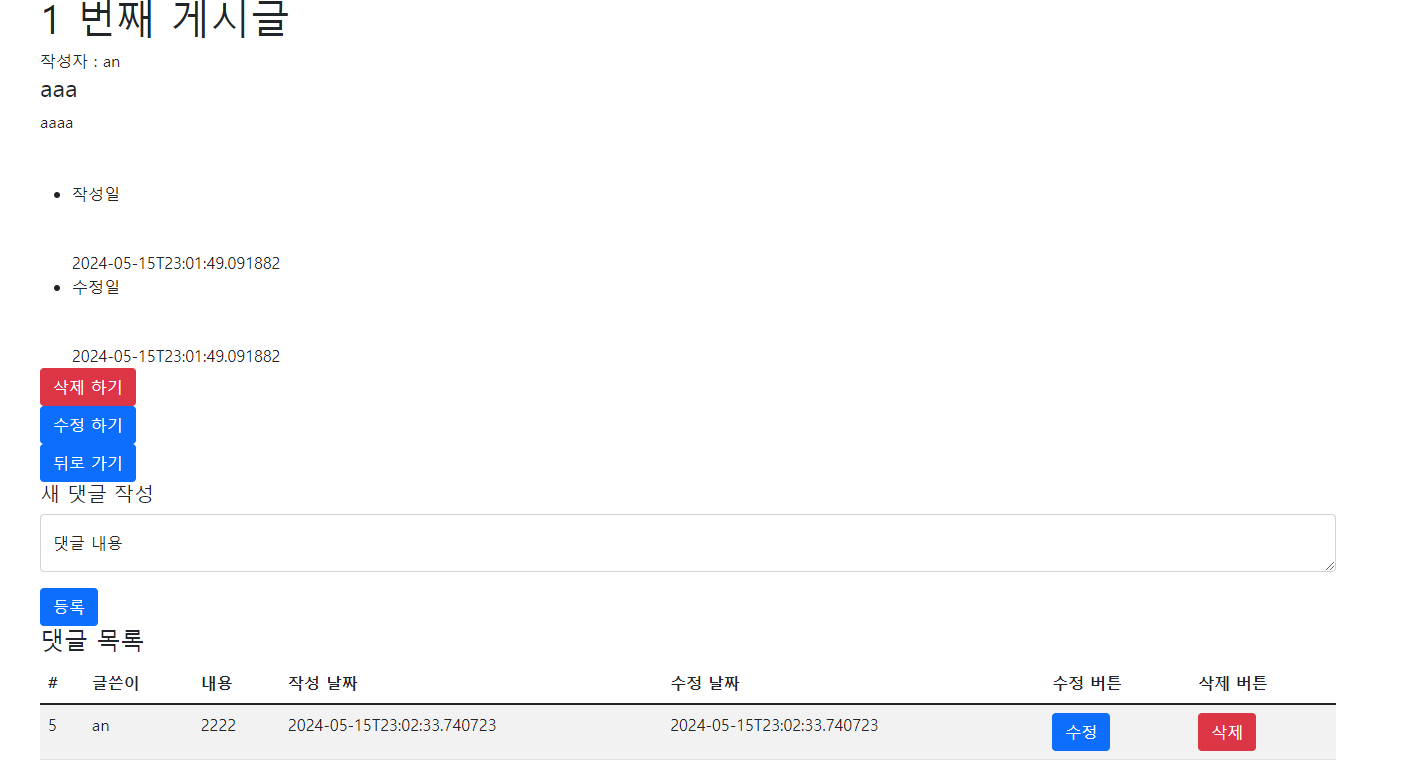 1 번째 게시글
작성자 : an
aaa
aaaa
작성일
2024-05-15T23:01:49.091882
수정일
2024-05-15T23:01:49.091882
삭제 하기
수정 하기
뒤로 가기
새 댓글 작성
댓글 내용
등록
댓글 목록
# 글쓴이 내용 작성 날짜 수정 날짜 수정 버튼 삭제 버튼
5 an 2222 2024-05-15T23:02:33.740723 2024-05-15T23:02:33.740723 수정 삭제